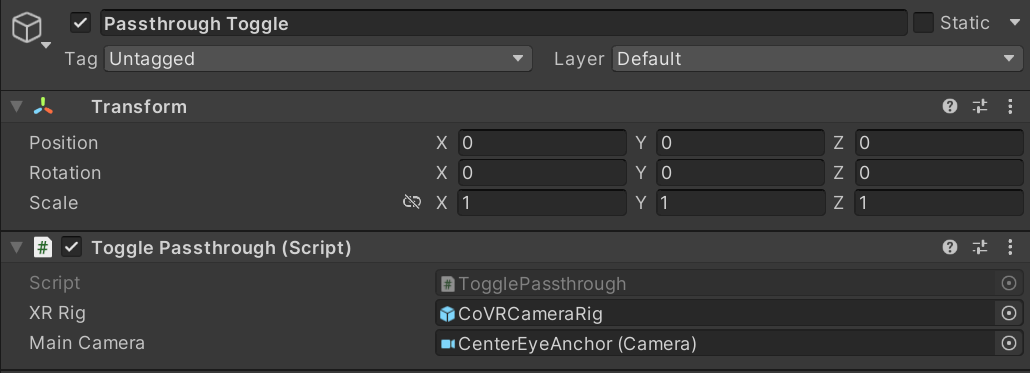 Passthrough Toggle Static
Tag Untagged Layer Default
Transform
Position X 0 Y 0 Z 0
Rotation X 0 Y 0 Z 0
Scale X 1 Y 1 Z 1
# Toggle Passthrough (Script)
Script # TogglePassthrough
XR Rig CoVRCameraRig
Main Camera CenterEyeAnchor (Camera)